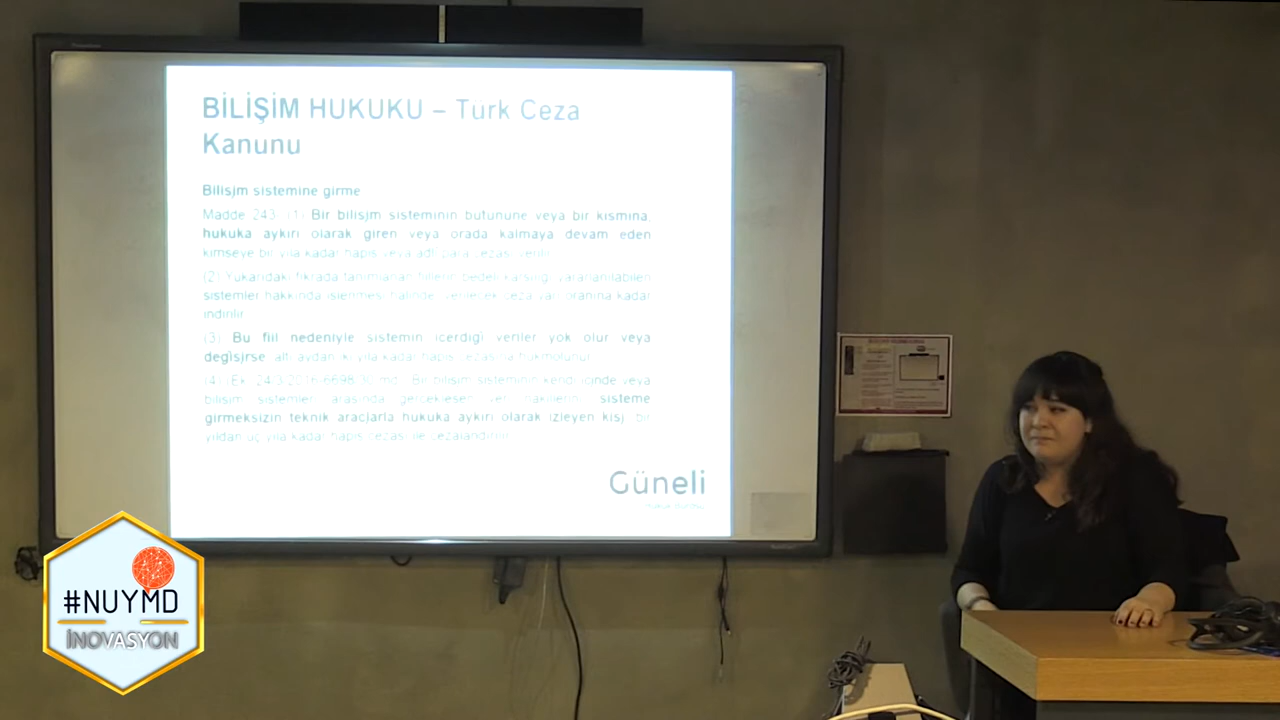 BİLİŞİM HUKUKU – Türk Ceza
Kanunu
Bilişim sistemine girme
Madde 243- (1) Bir bilişim sisteminin bütününe veya bir kısmına,
hukuka aykırı olarak giren veya orada kalmaya devam eden
kimseye bir yıla kadar hapis veya adli para cezası verilir.
(2) Yukarıdaki fıkrada tanımlanan fiillerin bedeli karşılığı yararlanılabilen
sistemler hakkında işlenmesi halinde, verilecek ceza yarı oranına kadar
indirilir.
(3) Bu fiil nedeniyle sistemin içerdiği veriler yok olur veya
değişirse, altı aydan iki yıla kadar hapis cezasına hükmolunur.
(4) (Ek: 24/3/2016-6698/30 md.) Bir bilişim sisteminin kendi içinde veya
bilişim sistemleri arasında gerçekleşen veri nakillerini, sisteme
girmeksizin teknik araçlarla hukuka aykırı olarak izleyen kişi, bir
yıldan üç yıla kadar hapis cezası ile cezalandırılır.
Güneli
#NUYMD
İNOVASYON